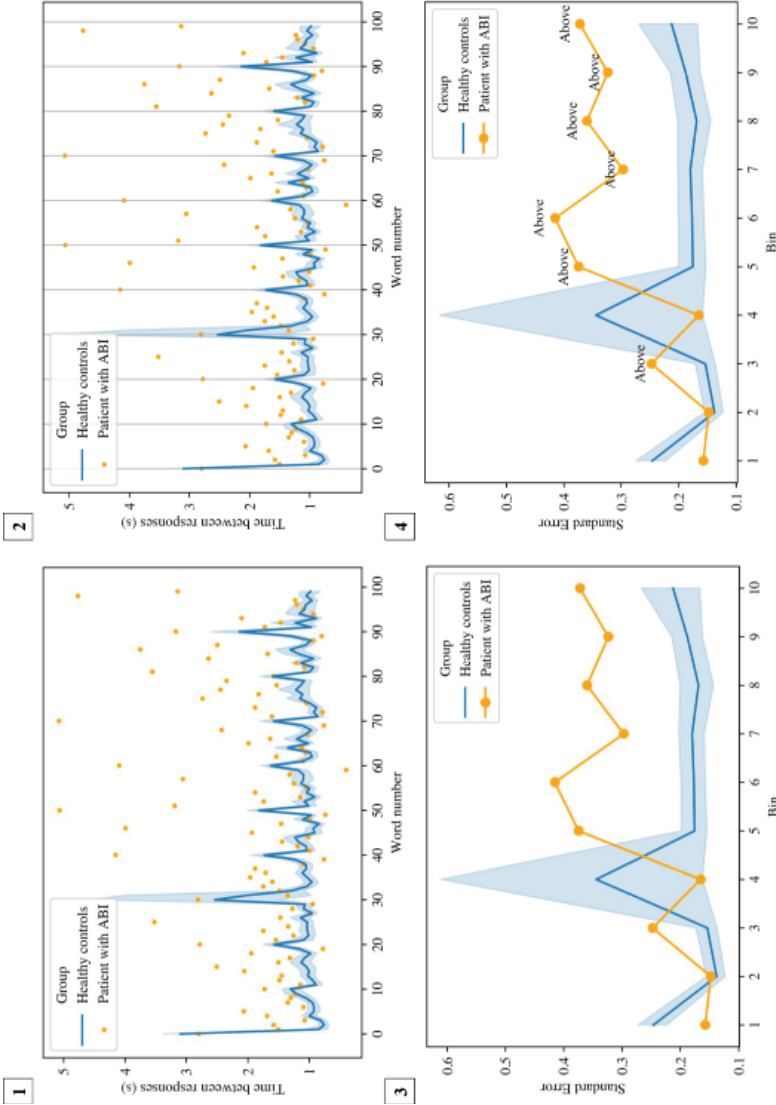 1
Time between responses (s)
5
4
3
2
1
Group
Healthy controls
Patient with ABI
0
10
20
30
40
50
60
70
80
90
100
Word number
2
Time between responses (s)
5
4
3
2
1
Group
Healthy controls
Patient with ABI
0
10
20
30
40
50
60
70
80
90
100
Word number
3
Standard Error
0.6
0.5
0.4
0.3
0.2
0.1
Group
Healthy controls
Patient with ABI
1
2
3
4
5
6
7
8
9
10
Bin
4
Standard Error
0.6
0.5
0.4
0.3
0.2
0.1
Group
Healthy controls
Patient with ABI
Above
Above
Above
Above
Above
Above
Above
1
2
3
4
5
6
7
8
9
10
Bin